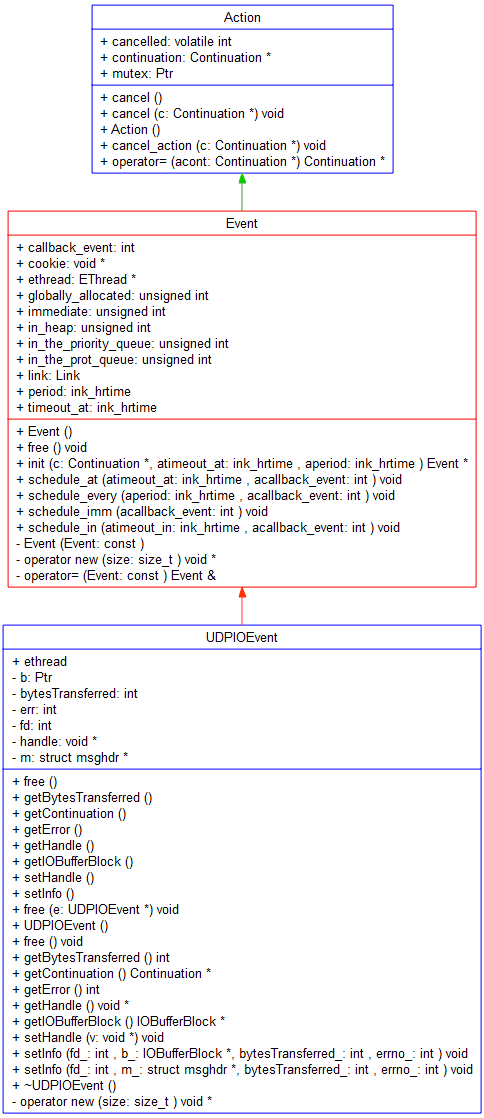 Action
+ cancelled: volatile int
+ continuation: Continuation *
+ mutex: Ptr
+ cancel ()
+ cancel (c: Continuation *) void
+ Action ()
+ cancel_action (c: Continuation *) void
+ operator= (acont: Continuation *) Continuation *
Event
+ callback_event: int
+ cookie: void *
+ ethread: EThread *
+ globally_allocated: unsigned int
+ immediate: unsigned int
+ in_heap: unsigned int
+ in_the_priority_queue: unsigned int
+ in_the_prot_queue: unsigned int
+ link: Link
+ period: ink_hrtime
+ timeout_at: ink_hrtime
+ Event ()
+ free () void
+ init (c: Continuation *, atimeout_at: ink_hrtime , aperiod: ink_hrtime ) Event *
+ schedule_at (atimeout_at: ink_hrtime , acallback_event: int ) void
+ schedule_every (aperiod: ink_hrtime , acallback_event: int ) void
+ schedule_imm (acallback_event: int ) void
+ schedule_in (atimeout_in: ink_hrtime , acallback_event: int ) void
- Event (Event: const )
- operator new (size: size_t ) void *
- operator= (Event: const ) Event &
UDPIOEvent
+ ethread
- b: Ptr
- bytesTransferred: int
- err: int
- fd: int
- handle: void *
- m: struct msghdr *
+ free ()
+ getBytesTransferred ()
+ getContinuation ()
+ getError ()
+ getHandle ()
+ getIOBufferBlock ()
+ setHandle ()
+ setInfo ()
+ free (e: UDPIOEvent *) void
+ UDPIOEvent ()
+ free () void
+ getBytesTransferred () int
+ getContinuation () Continuation *
+ getError () int
+ getHandle () void *
+ getIOBufferBlock () IOBufferBlock *
+ setHandle (v: void *) void
+ setInfo (fd_: int , b_: IOBufferBlock *, bytesTransferred_: int , errno_: int ) void
+ setInfo (fd_: int , m_: struct msghdr *, bytesTransferred_: int , errno_: int ) void
+ ~UDPIOEvent ()
- operator new (size: size_t ) void *